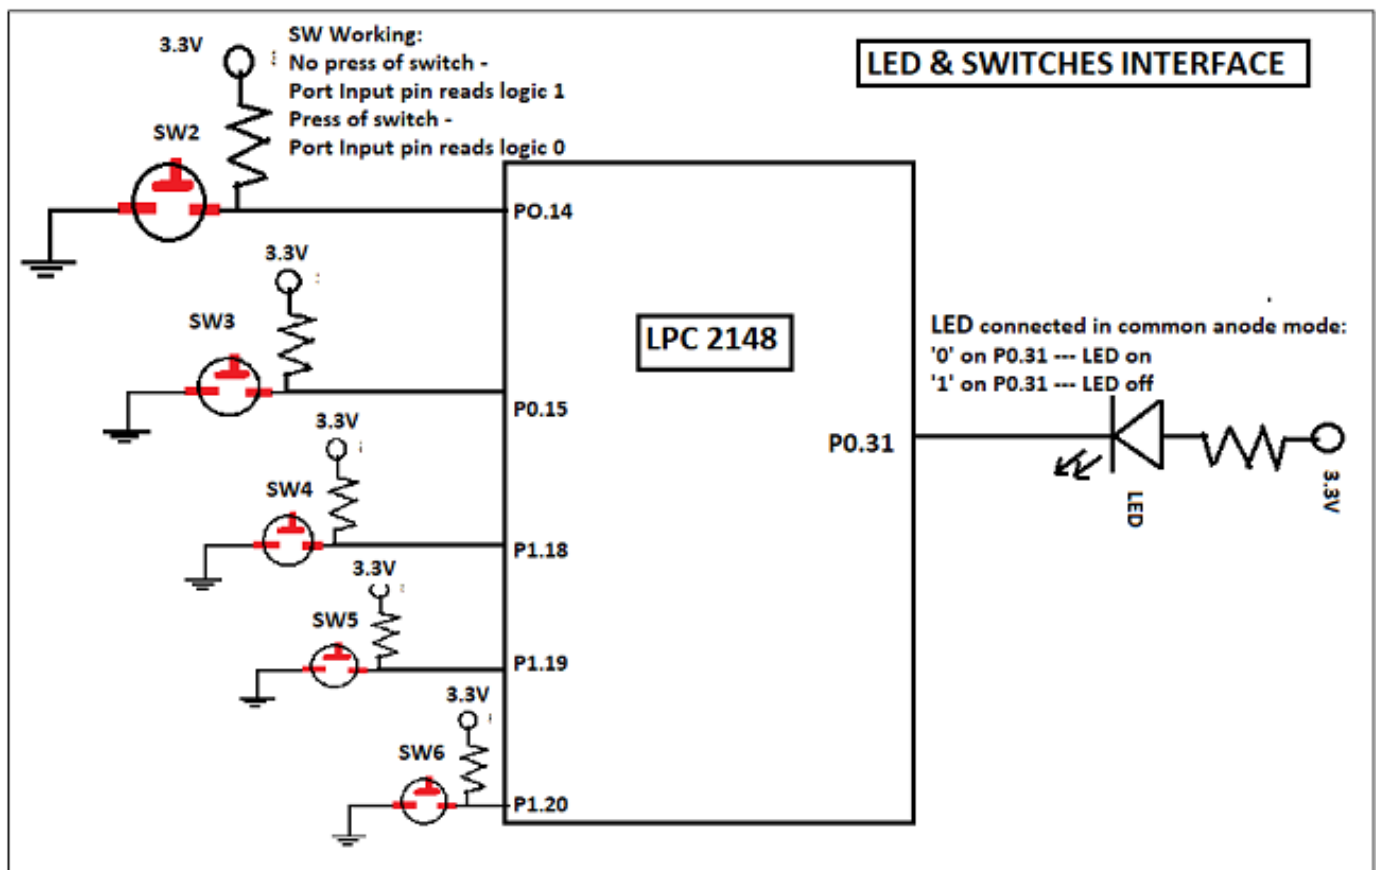 3.3V
SW Working:
No press of switch -
Port Input pin reads logic 1
Press of switch -
Port Input pin reads logic 0
LED & SWITCHES INTERFACE
SW2
PO.14
3.3V
SW3
P0.15
LPC 2148
LED connected in common anode mode:
'0' on P0.31 --- LED on
'1' on P0.31 --- LED off
3.3V
SW4
P1.18
P0.31
LED
3.3V
3.3V
SW5
P1.19
3.3V
SW6
P1.20